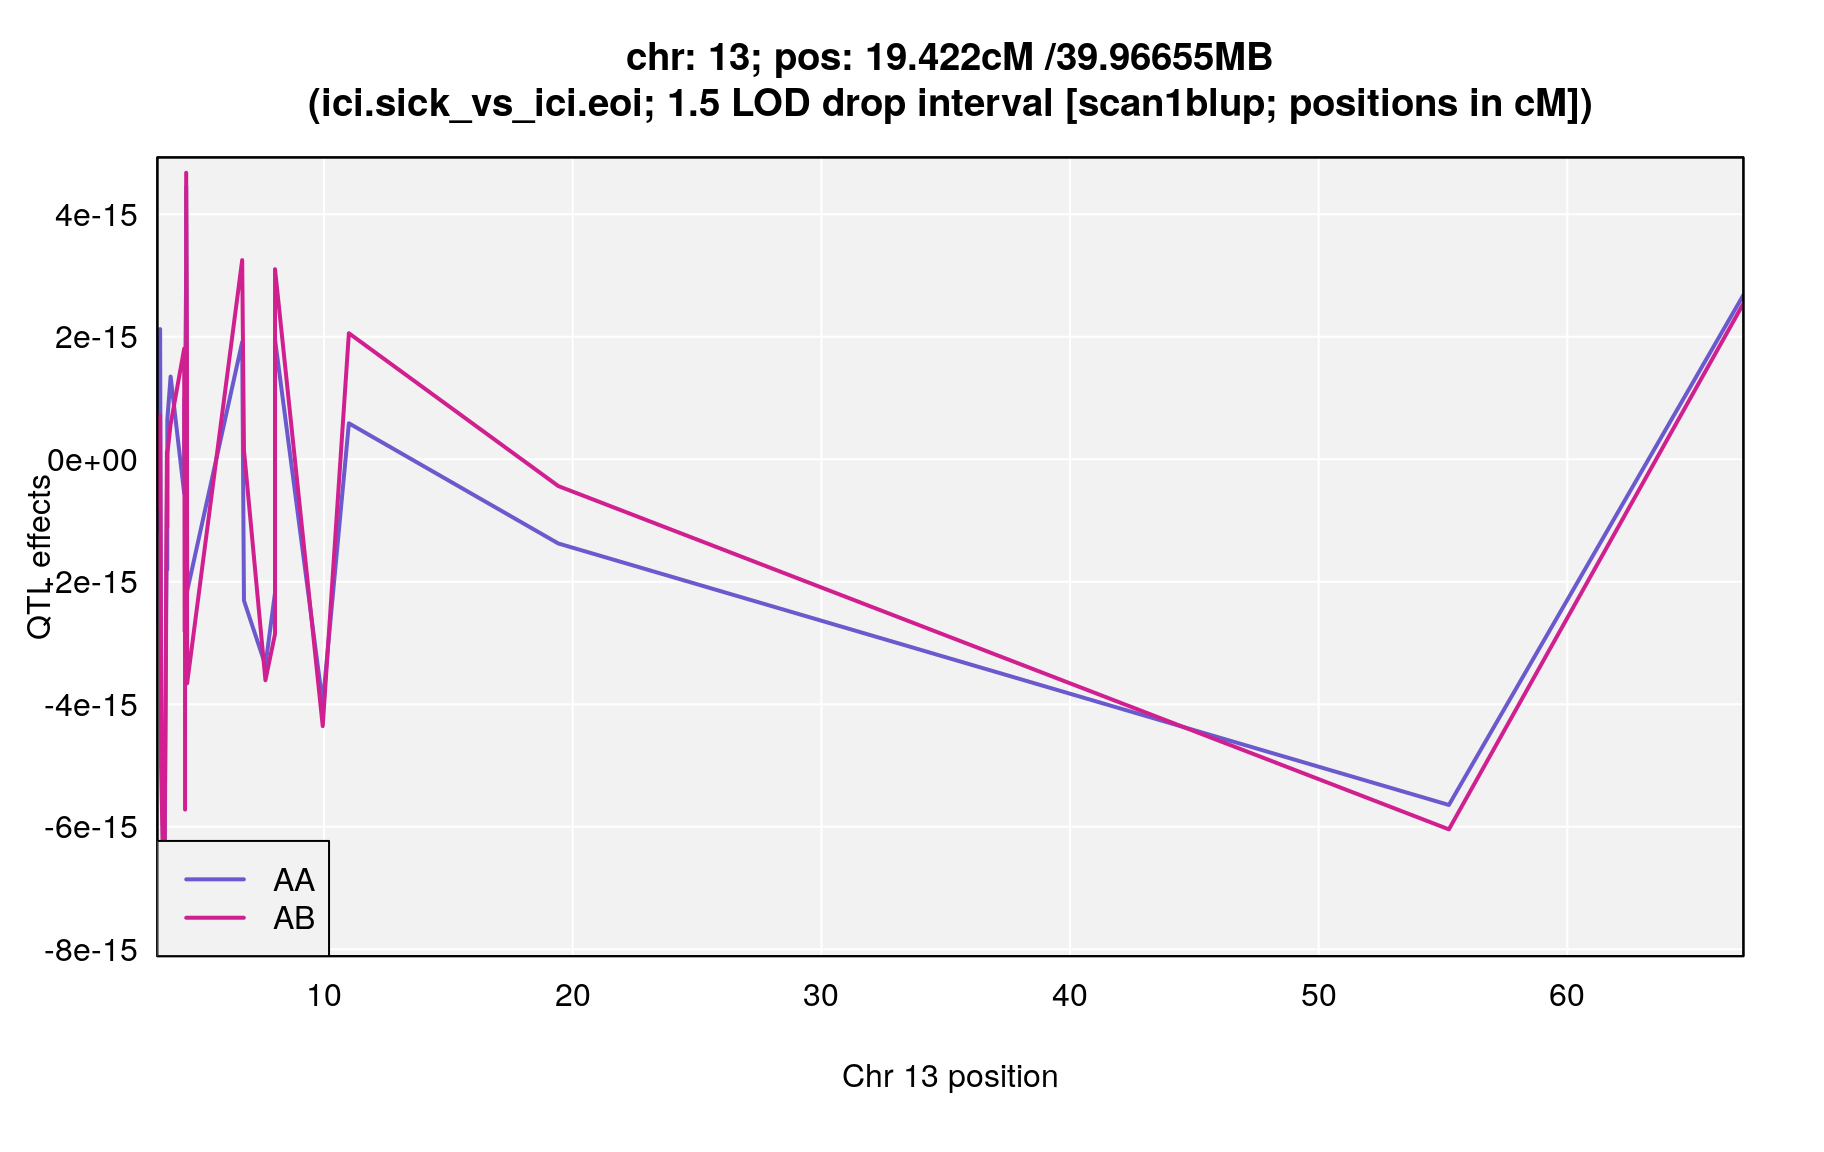 chr: 13; pos: 19.422cM /39.96655MB
(ici.sick_vs_ici.eoi; 1.5 LOD drop interval [scan1blup; positions in cM])
4e-15
2e-15
0e+00
-2e-15
-4e-15
-6e-15
-8e-15
QTL effects
AA
AB
10 20 30 40 50 60
Chr 13 position